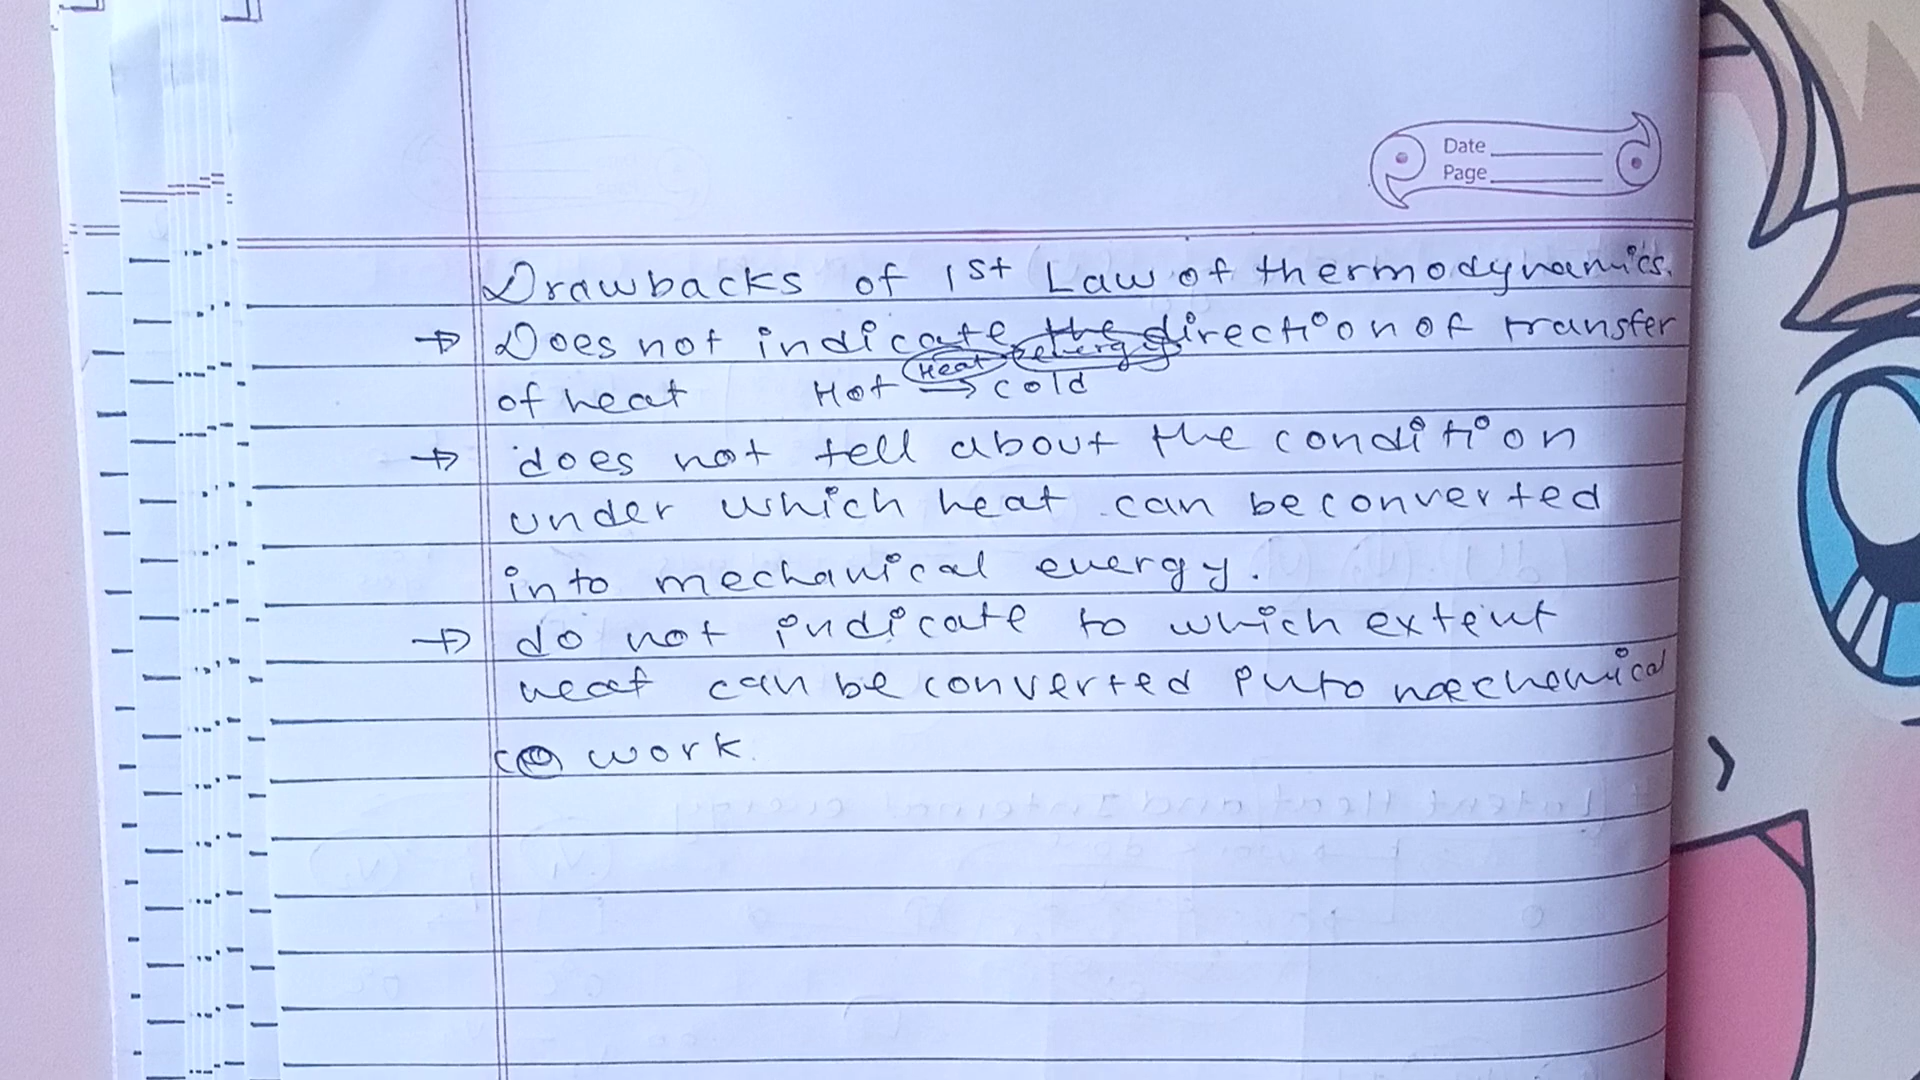 Date
Page
Drawbacks of 1st Law of thermodynamics.
→ Does not indicate the direction of transfer
Heat energy
of heat Hot → cold
→ does not tell about the condition
under which heat can be converted
into mechanical energy.
→ do not indicate to which extent
heat can be converted into mechanical
work.